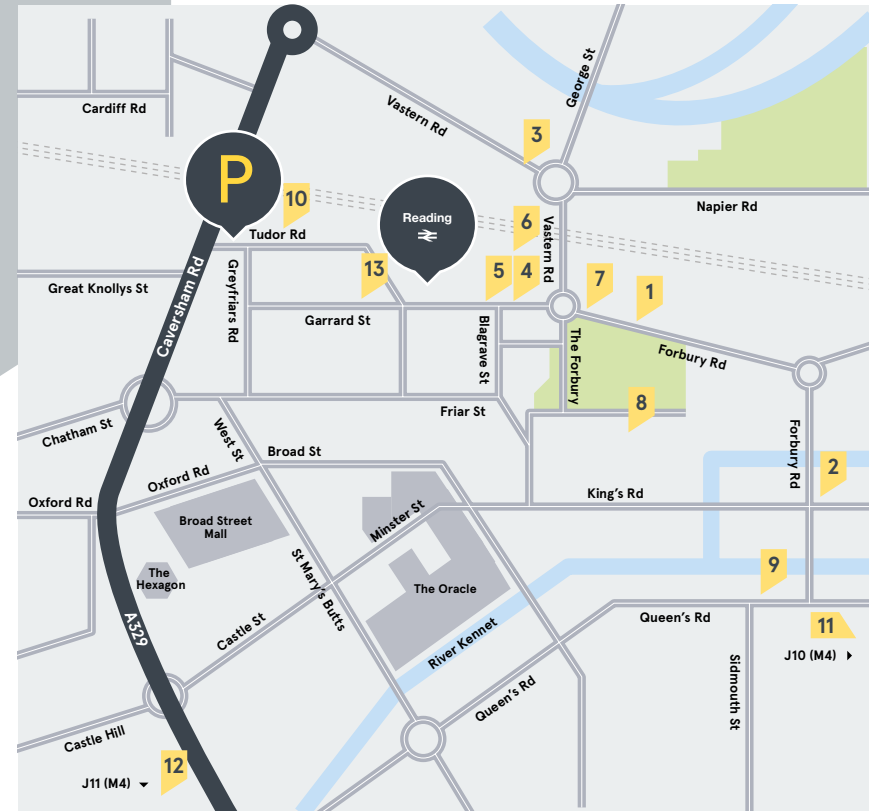 George St
Cardiff Rd
Vastern Rd
3
P
10
Napier Rd
Reading
6
Vastern Rd
Tudor Rd
13
5
4
7
1
Great Knollys St
Caversham Rd
Greyfriars Rd
Garrard St
Blagrave St
The Forbury
Forbury Rd
8
Friar St
Chatham St
West St
Forbury Rd
Broad St
2
Oxford Rd
Oxford Rd
King's Rd
Minster St
Broad Street
Mall
The
Hexagon
St Mary's Butts
The Oracle
9
A329
Castle St
River Kennet
Queen's Rd
11
J10 (M4)
Sidmouth St
Queen's Rd
Castle Hill
12
J11 (M4)